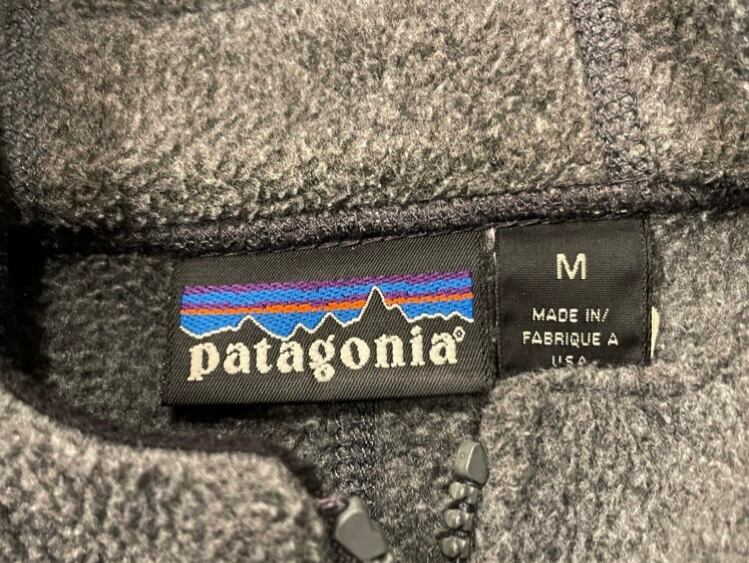 patagonia®
M
MADE IN/
FABRIQUE A
USA